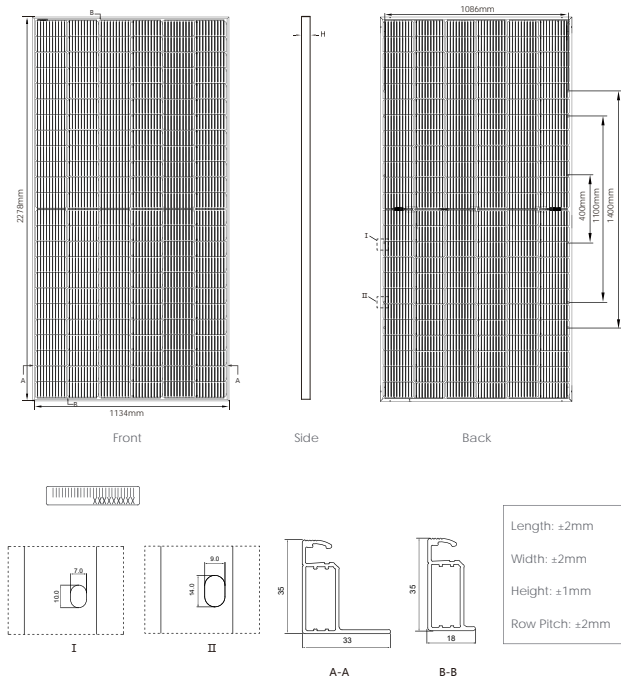 B
H
1086mm
2278mm
400mm
1100mm
1400mm
I
II
A
A
B
1134mm
Front
Side
Back
7.0
10.0
I
9.0
14.0
II
35
33
A-A
35
18
B-B
Length: ±2mm
Width: ±2mm
Height: ±1mm
Row Pitch: ±2mm